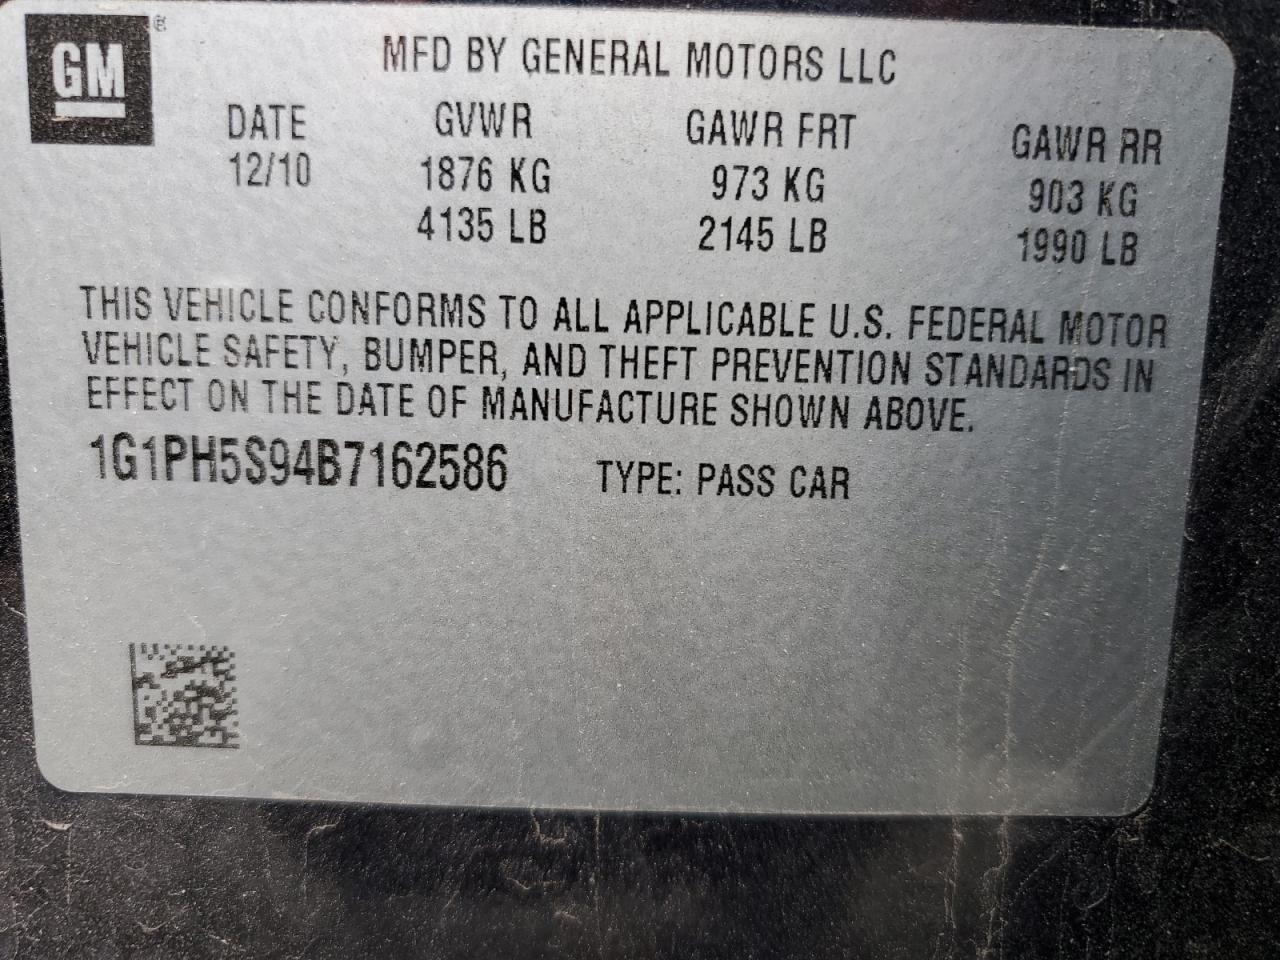 GM
MFD BY GENERAL MOTORS LLC
DATE GVWR GAWR FRT GAWR RR
12/10 1876 KG 973 KG 903 KG
4135 LB 2145 LB 1990 LB
THIS VEHICLE CONFORMS TO ALL APPLICABLE U.S. FEDERAL MOTOR
VEHICLE SAFETY, BUMPER, AND THEFT PREVENTION STANDARDS IN
EFFECT ON THE DATE OF MANUFACTURE SHOWN ABOVE.
1G1PH5S94B7162586 TYPE: PASS CAR